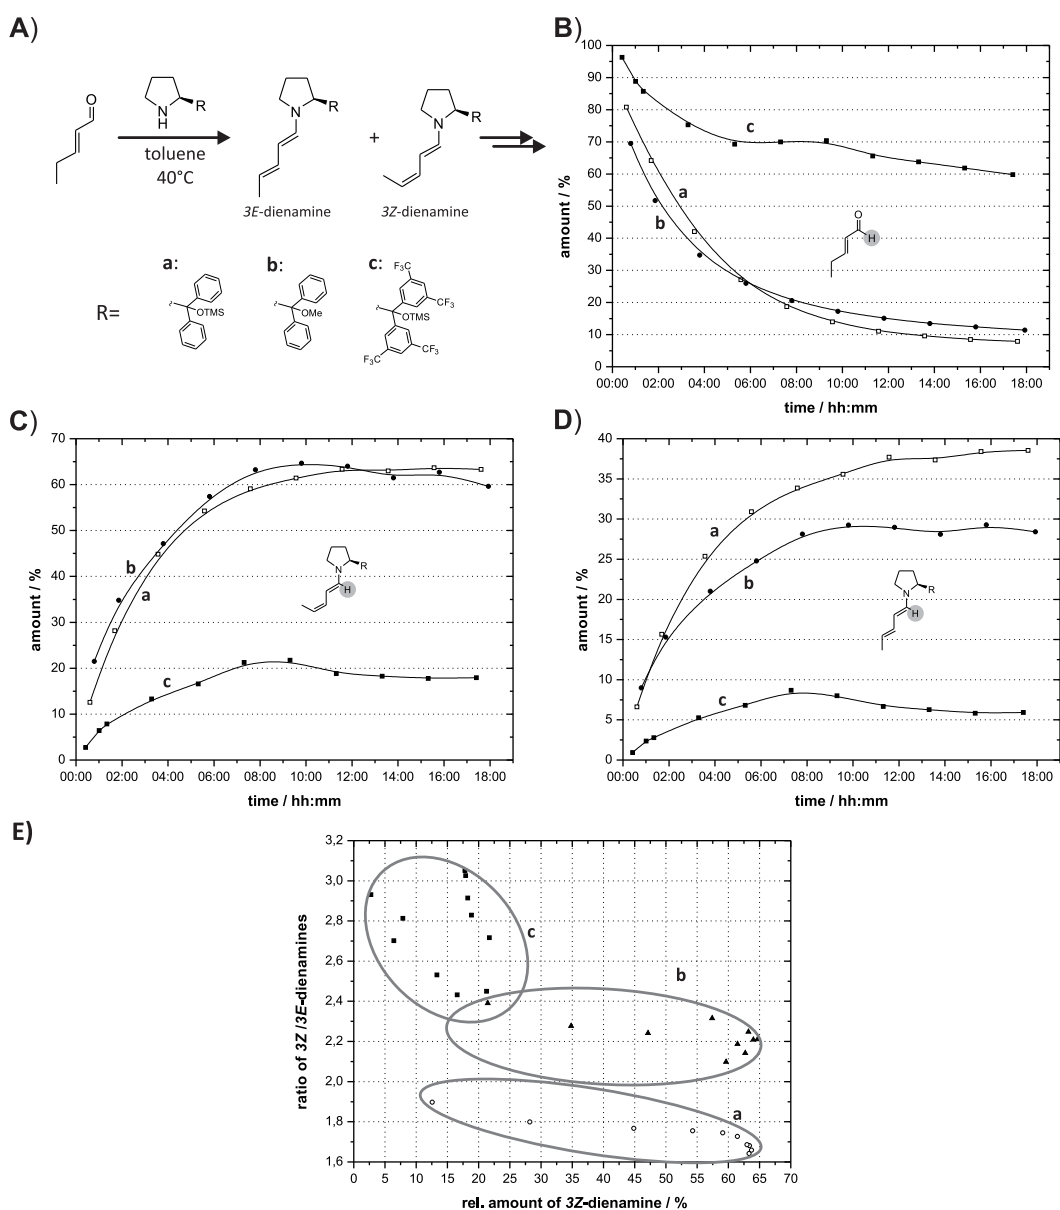 A)
O
N
H
R
toluene
40°C
N
R
3E-dienamine
+
N
R
3Z-dienamine
R=
a:
OTMS
b:
OMe
c:
F3C
CF3
OTMS
F3C
CF3
B)
amount / %
100
90
80
70
60
50
40
30
20
10
0
c
a
b
O
H
00:00 02:00 04:00 06:00 08:00 10:00 12:00 14:00 16:00 18:00
time / hh:mm
C)
amount / %
70
60
50
40
30
20
10
0
b
a
c
N
R
H
00:00 02:00 04:00 06:00 08:00 10:00 12:00 14:00 16:00 18:00
time / hh:mm
D)
amount / %
40
35
30
25
20
15
10
5
0
a
b
c
N
R
H
00:00 02:00 04:00 06:00 08:00 10:00 12:00 14:00 16:00 18:00
time / hh:mm
E)
ratio of 3Z /3E-dienamines
3,2
3,0
2,8
2,6
2,4
2,2
2,0
1,8
1,6
c
b
a
0 5 10 15 20 25 30 35 40 45 50 55 60 65 70
rel. amount of 3Z-dienamine / %